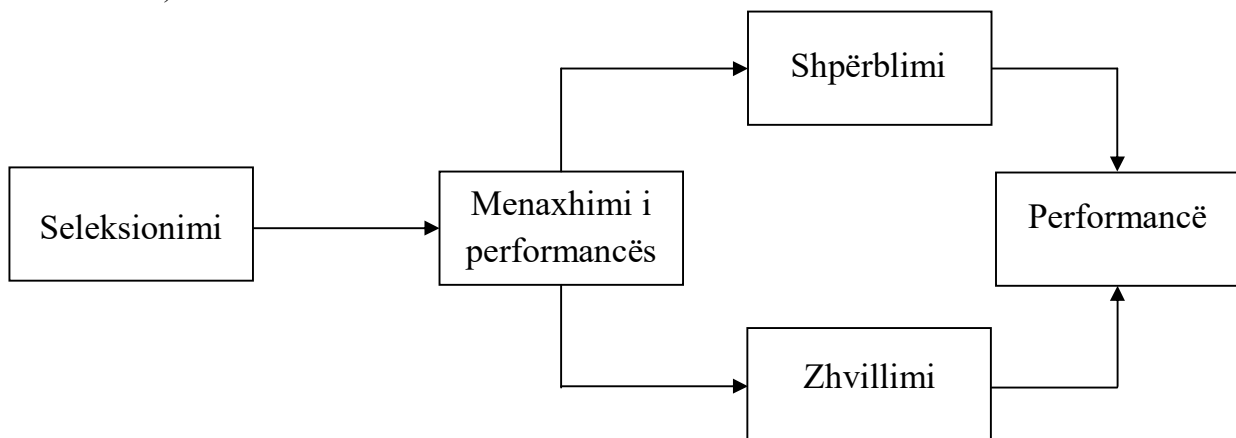 Shpërblimi
Seleksionimi
Menaxhimi i
performancës
Performancë
Zhvillimi